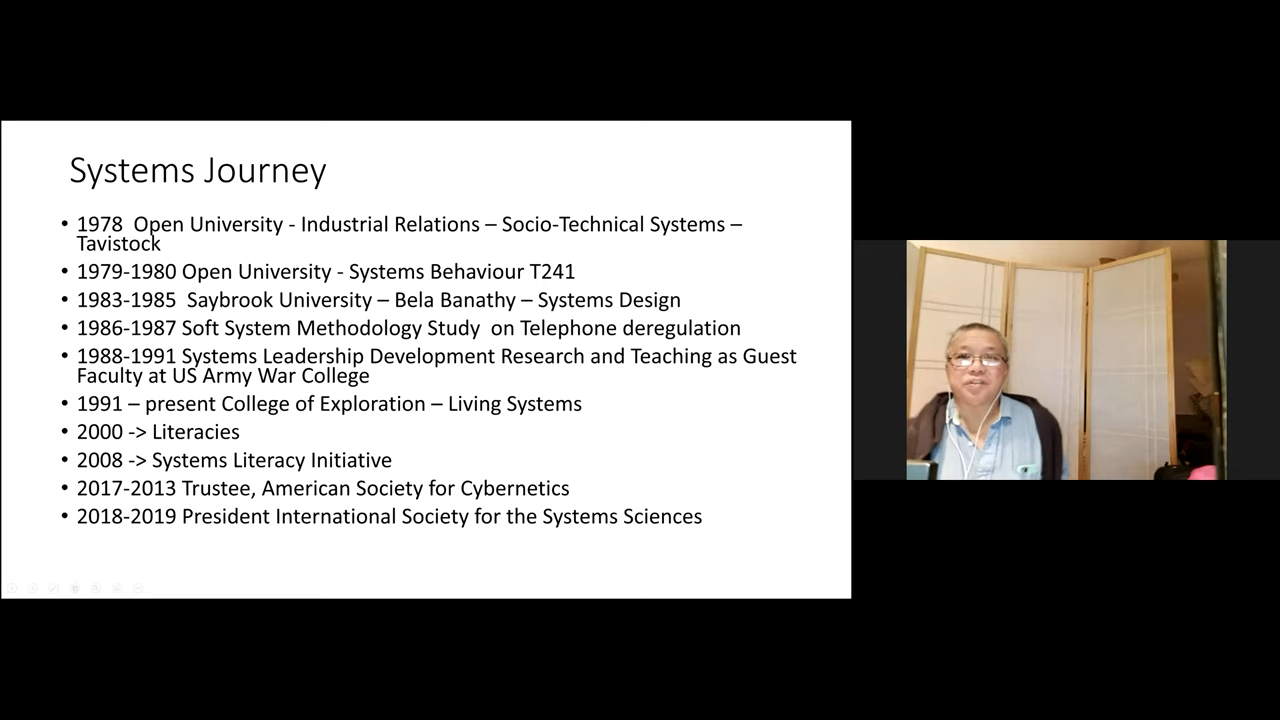 Systems Journey
• 1978  Open University - Industrial Relations – Socio-Technical Systems –
Tavistock
• 1979-1980 Open University - Systems Behaviour T241
• 1983-1985  Saybrook University – Bela Banathy – Systems Design
• 1986-1987 Soft System Methodology Study  on Telephone deregulation
• 1988-1991 Systems Leadership Development Research and Teaching as Guest
Faculty at US Army War College
• 1991 – present College of Exploration – Living Systems
• 2000 -> Literacies
• 2008 -> Systems Literacy Initiative
• 2017-2013 Trustee, American Society for Cybernetics
• 2018-2019 President International Society for the Systems Sciences